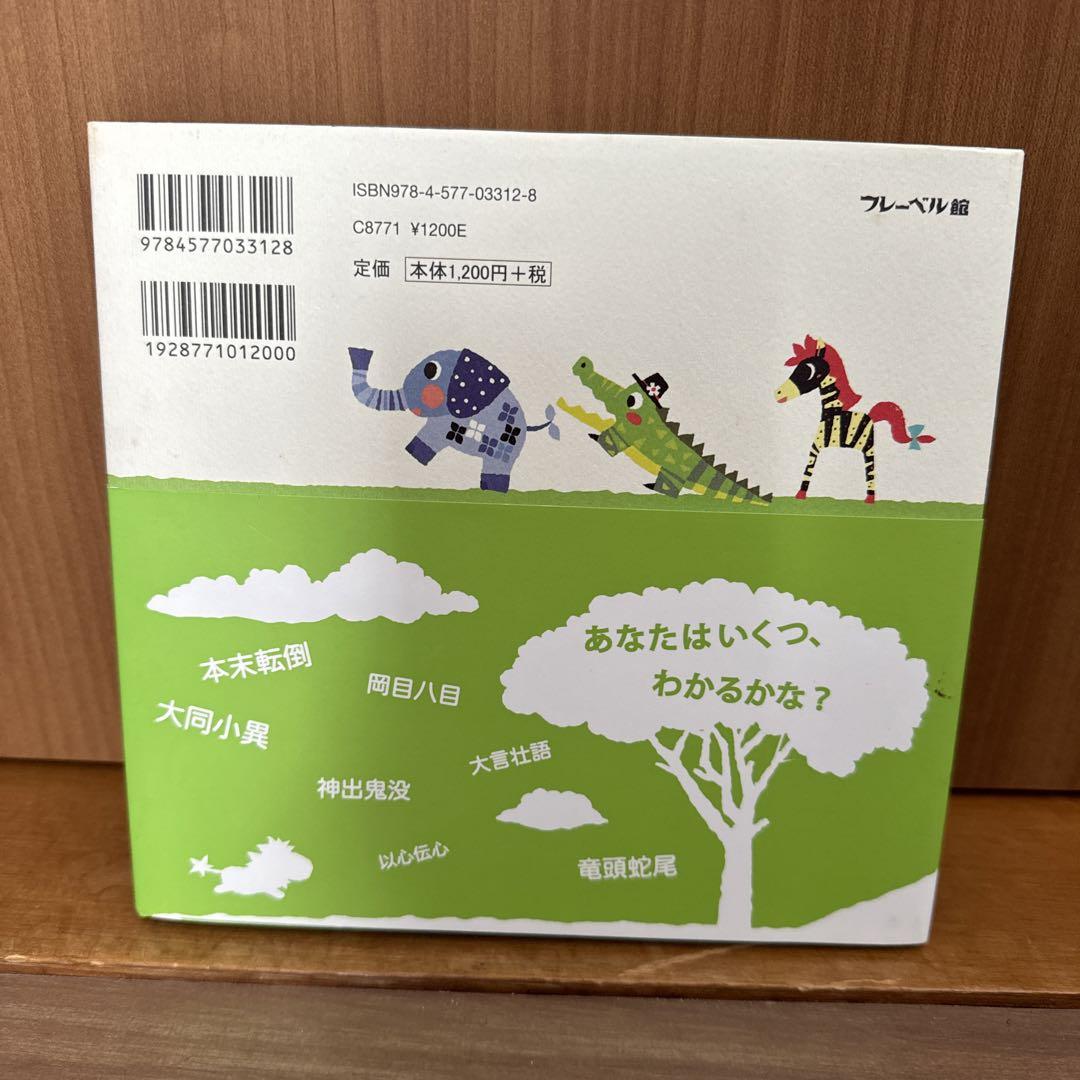 9784577033128
1928771012000
ISBN978-4-577-03312-8
C8771 ¥1200E
定価 本体1,200円+税
フレーベル館
あなたはいくつ、
わかるかな?
本末転倒
岡目八目
大同小異
大言壮語
神出鬼没
以心伝心
竜頭蛇尾